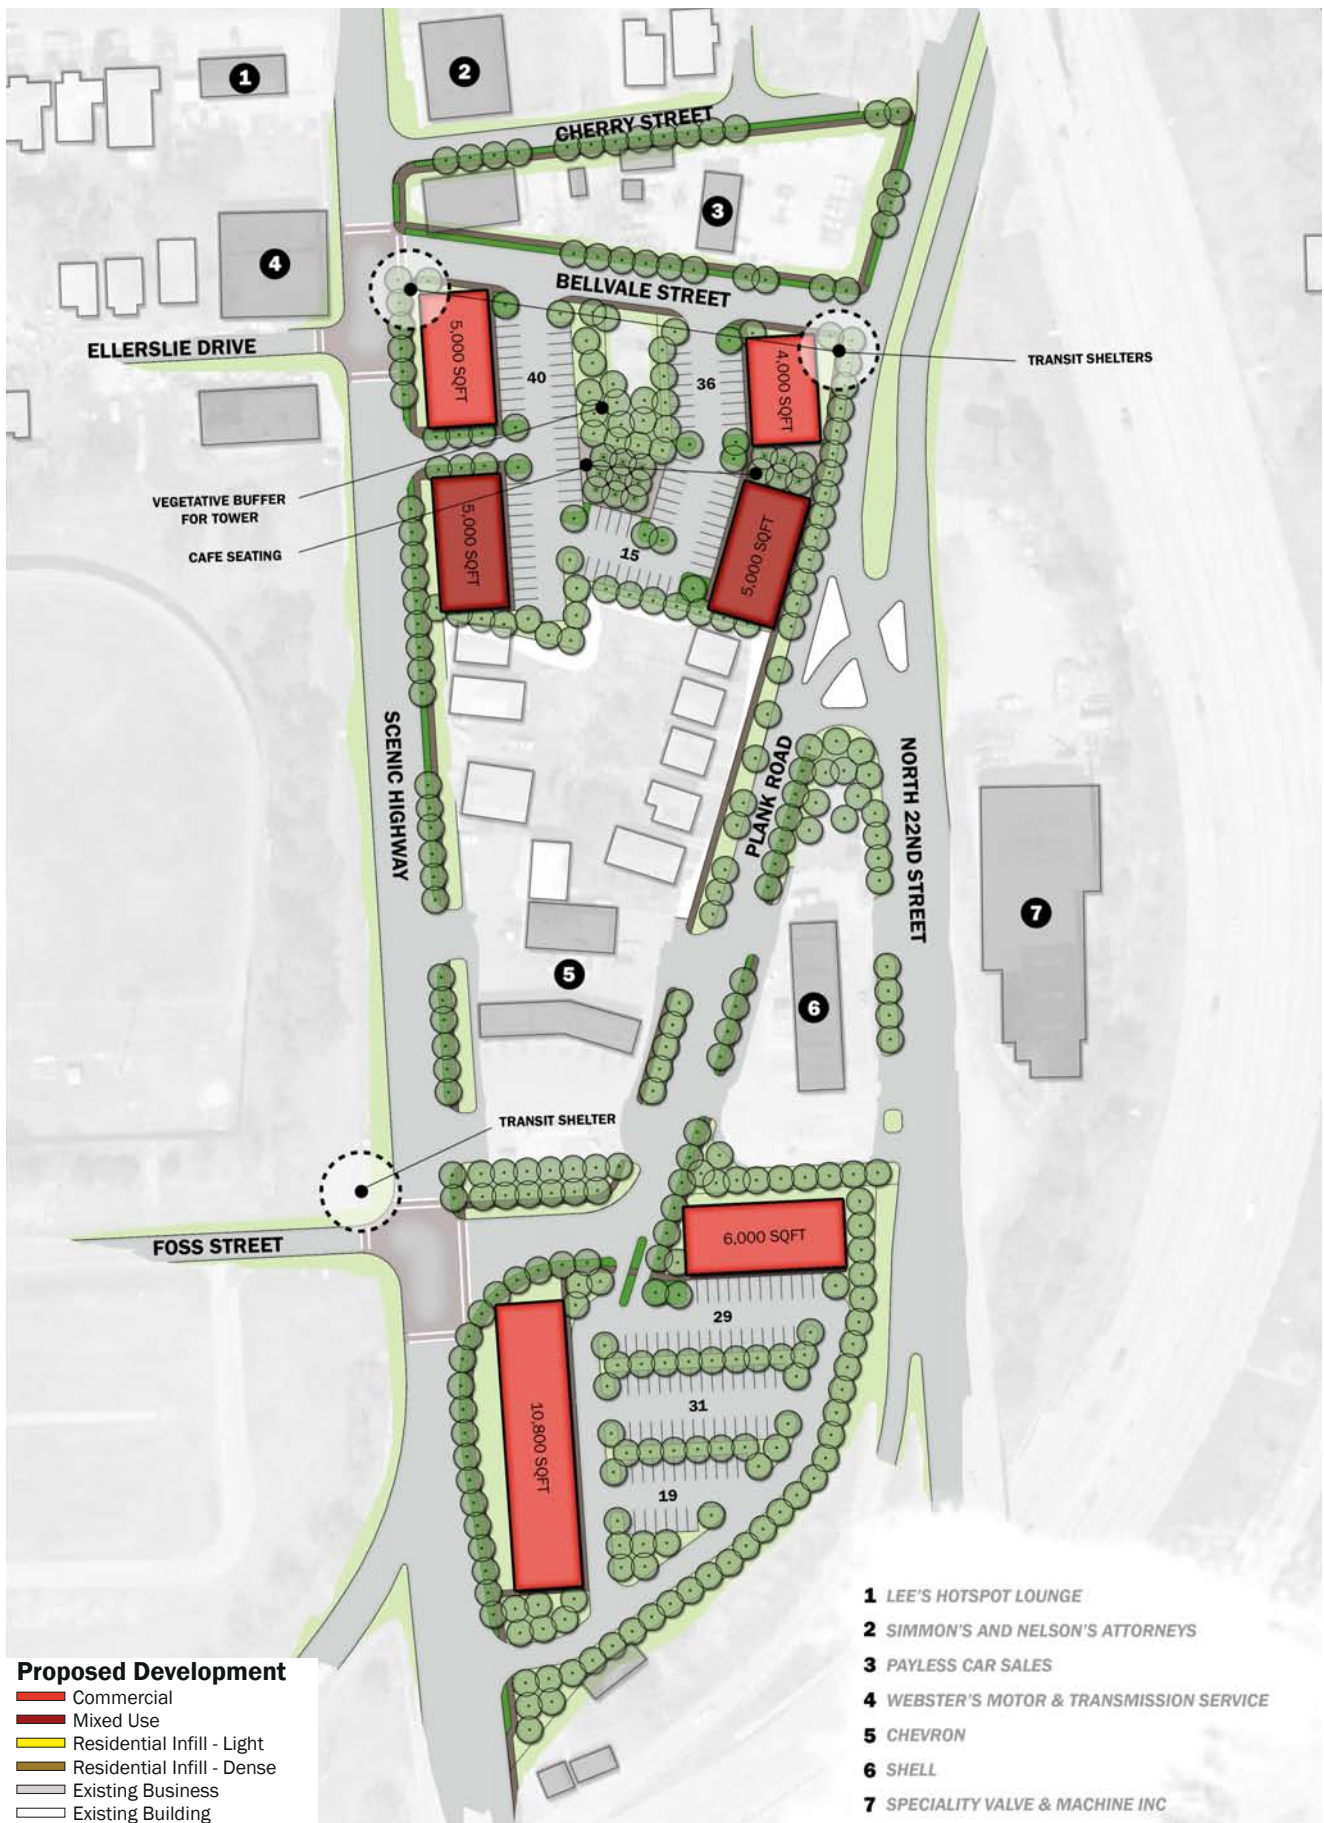 1
2
CHERRY STREET
3
4
BELLVALE STREET
ELLERSLIE DRIVE
5,000 SQFT
40
36
4,000 SQFT
TRANSIT SHELTERS
VEGETATIVE BUFFER
FOR TOWER
CAFE SEATING
5,000 SQFT
15
5,000 SQFT
SCENIC HIGHWAY
PLANK ROAD
NORTH 22ND STREET
7
5
6
TRANSIT SHELTER
FOSS STREET
6,000 SQFT
29
10,800 SQFT
31
19
Proposed Development
Commercial
Mixed Use
Residential Infill - Light
Residential Infill - Dense
Existing Business
Existing Building
1 LEE'S HOTSPOT LOUNGE
2 SIMMON'S AND NELSON'S ATTORNEYS
3 PAYLESS CAR SALES
4 WEBSTER'S MOTOR & TRANSMISSION SERVICE
5 CHEVRON
6 SHELL
7 SPECIALITY VALVE & MACHINE INC